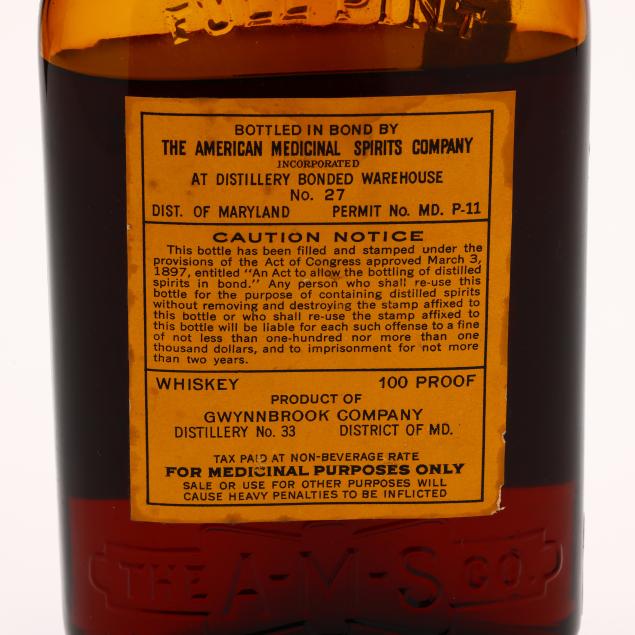 FULL PINT
BOTTLED IN BOND BY
THE AMERICAN MEDICINAL SPIRITS COMPANY
INCORPORATED
AT DISTILLERY BONDED WAREHOUSE
No. 27
DIST. OF MARYLAND PERMIT No. MD. P-11
CAUTION NOTICE
This bottle has been filled and stamped under the
provisions of the Act of Congress approved March 3,
1897, entitled "An Act to allow the bottling of distilled
spirits in bond." Any person who shall re-use this
bottle for the purpose of containing distilled spirits
without removing and destroying the stamp affixed to
this bottle or who shall re-use the stamp affixed to
this bottle will be liable for each such offense to a fine
of not less than one-hundred nor more than one
thousand dollars, and to imprisonment for not more
than two years.
WHISKEY 100 PROOF
PRODUCT OF
GWYNNBROOK COMPANY
DISTILLERY No. 33 DISTRICT OF MD.
TAX PAID AT NON-BEVERAGE RATE
FOR MEDICINAL PURPOSES ONLY
SALE OR USE FOR OTHER PURPOSES WILL
CAUSE HEAVY PENALTIES TO BE INFLICTED
THE A-M-S CO.